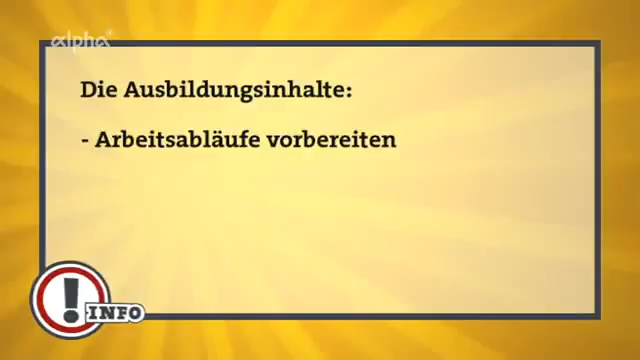 alpha
Die Ausbildungsinhalte:
- Arbeitsabläufe vorbereiten
! INFO